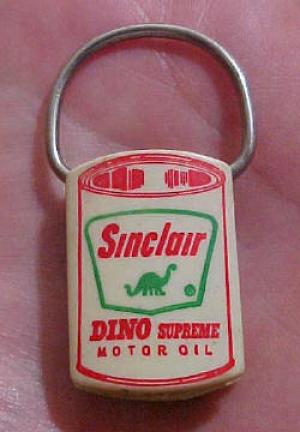 Sinclair
DINO SUPREME
MOTOR OIL